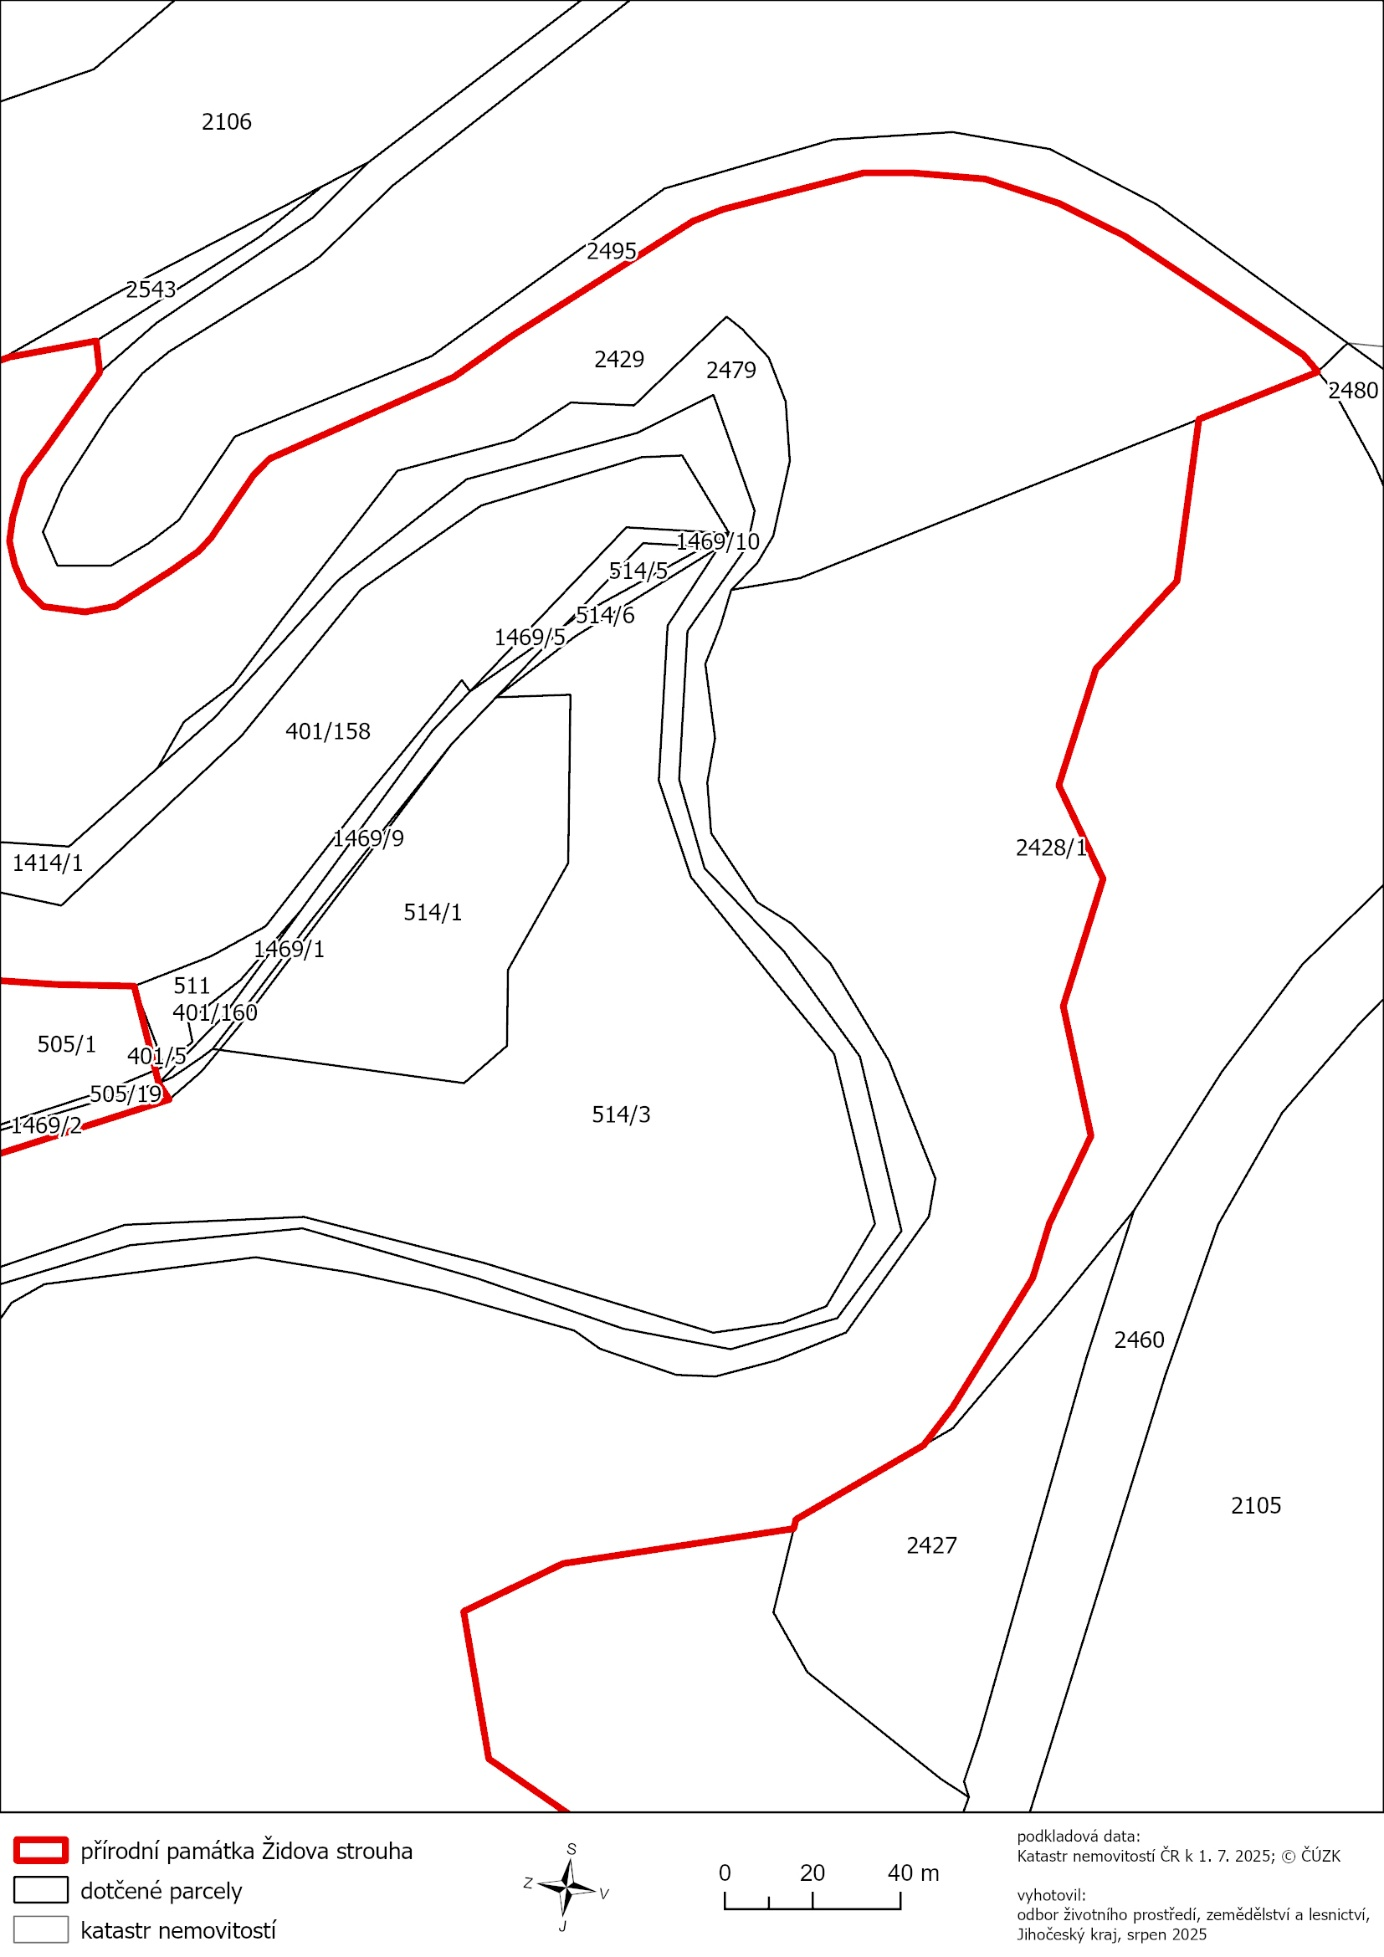 2106
2495
2543
2429
2479
2480
1469/10
514/5
514/6
1469/5
401/158
1469/9
2428/1
1414/1
514/1
1469/1
511
401/160
505/1
401/5
505/19
514/3
1469/2
2460
2105
2427
přírodní památka Židova strouha
dotčené parcely
katastr nemovitostí
S
Z
V
J
0 20 40 m
podkladová data:
Katastr nemovitostí ČR k 1. 7. 2025; © ČÚZK
vyhotovil:
odbor životního prostředí, zemědělství a lesnictví,
Jihočeský kraj, srpen 2025